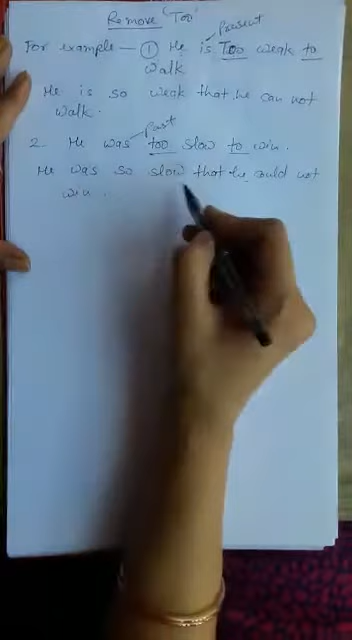 Remove 'Too'
Present
For example — ① He is Too weak to
walk
He is so weak that he can not
walk.
Past
2. He was too slow to win.
He was so slow that he could not
win.